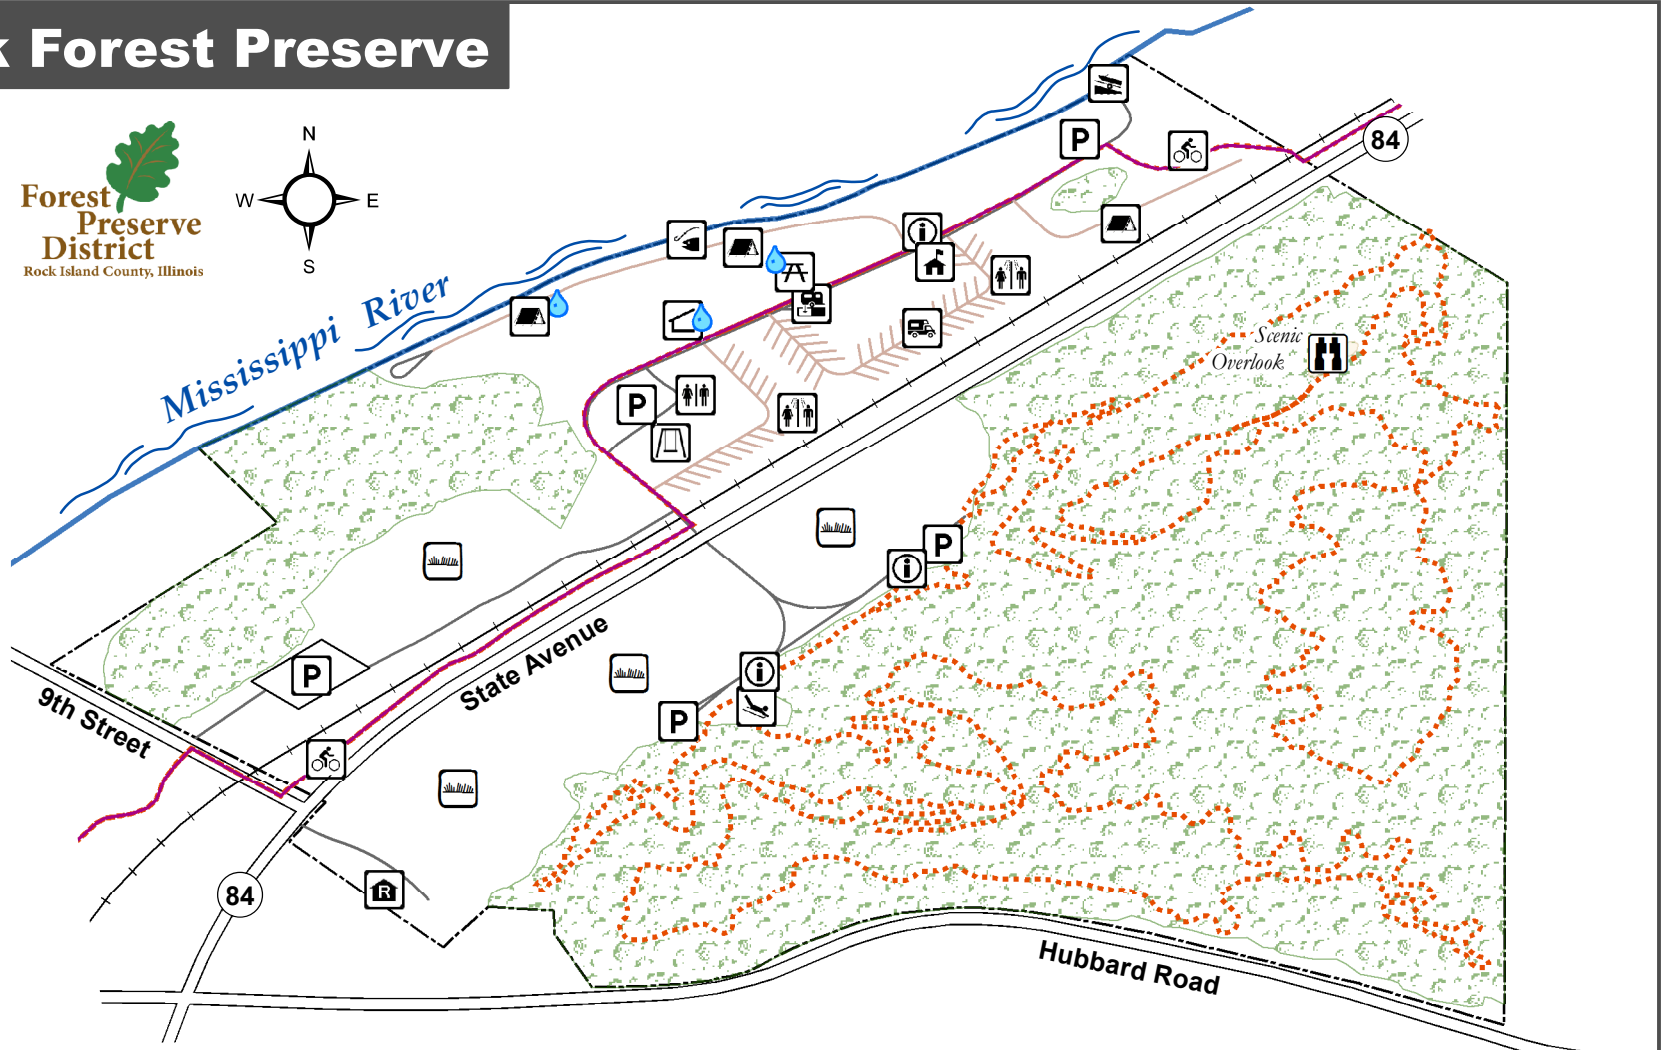 k Forest Preserve
Forest
Preserve
District
Rock Island County, Illinois
N
W
E
S
Mississippi River
P
84
i
Scenic
Overlook
P
P
i
State Avenue
P
i
9th Street
P
R
84
Hubbard Road